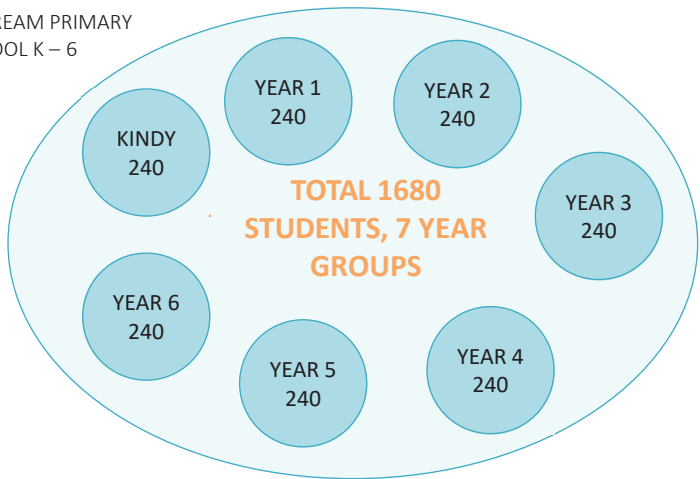 REAM PRIMARY
OOL K – 6
YEAR 1
240
YEAR 2
240
KINDY
240
TOTAL 1680
STUDENTS, 7 YEAR
GROUPS
YEAR 3
240
YEAR 6
240
YEAR 5
240
YEAR 4
240